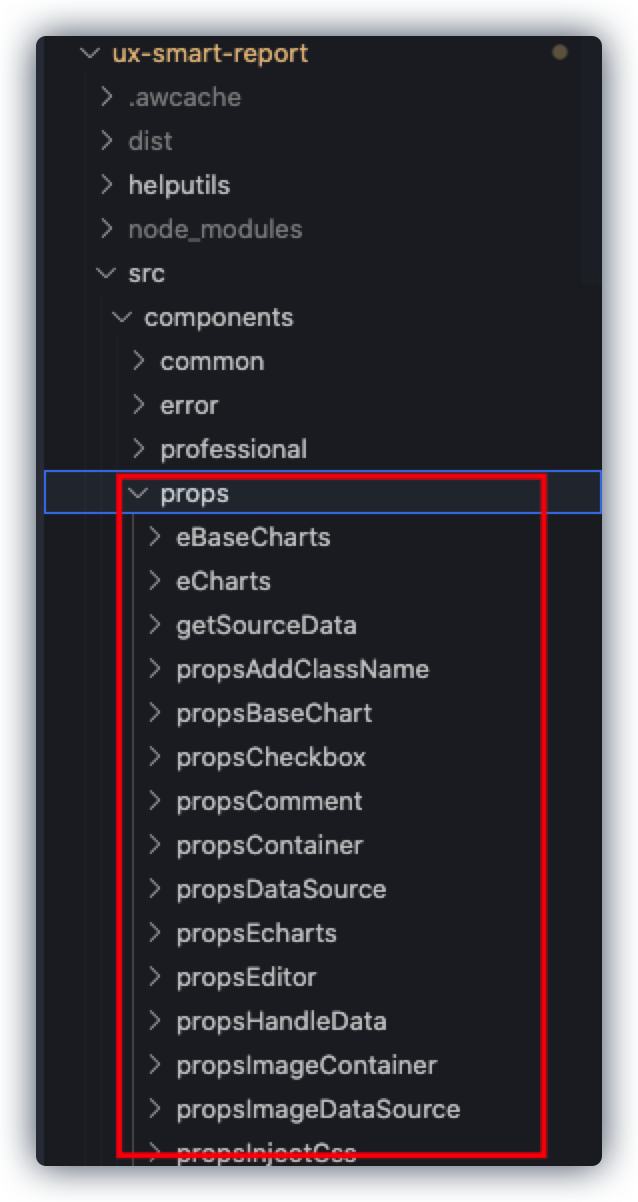 ux-smart-report
.awcache
dist
helputils
node_modules
src
components
common
error
professional
props
eBaseCharts
eCharts
getSourceData
propsAddClassName
propsBaseChart
propsCheckbox
propsComment
propsContainer
propsDataSource
propsEcharts
propsEditor
propsHandleData
propsImageContainer
propsImageDataSource
propsInjectCss